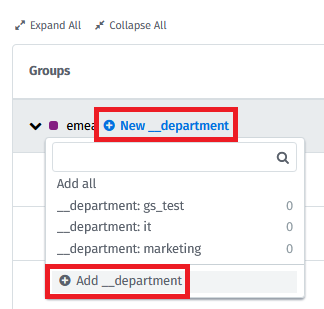 Expand All Collapse All
Groups
emea New __department
Add all
__department: gs_test 0
__department: it 0
__department: marketing 0
Add __department